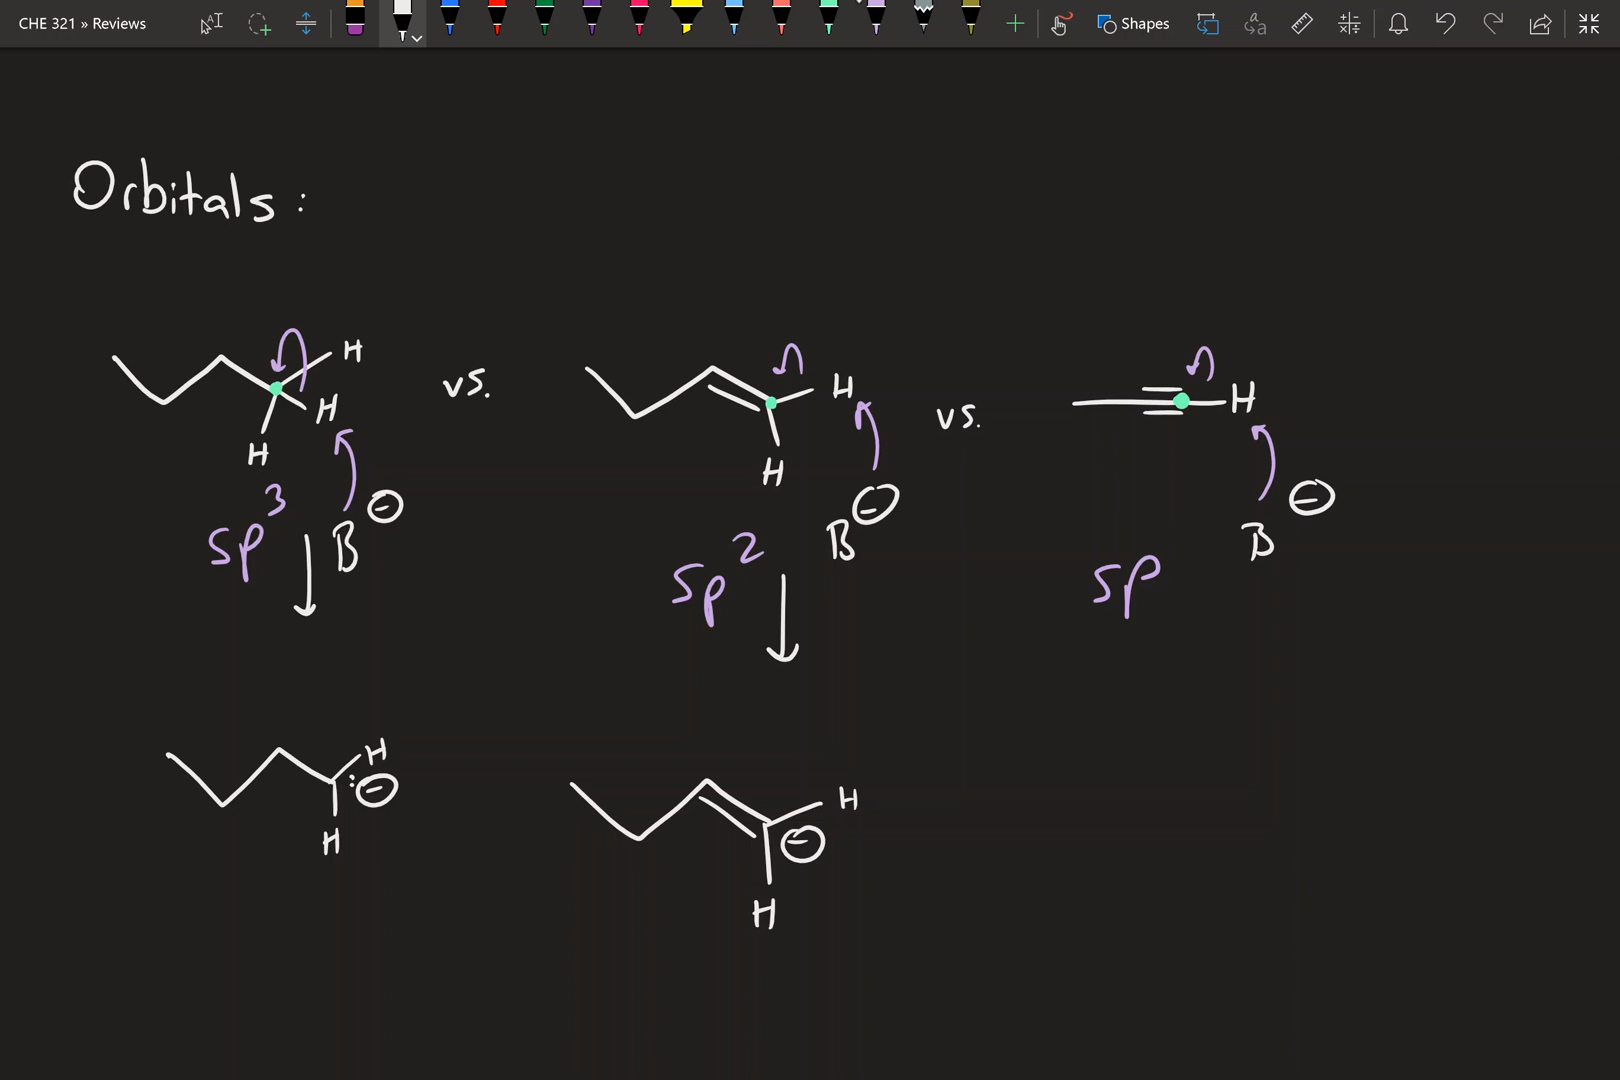 CHE 321 » Reviews
Shapes
Orbitals:
H
H
H
vs.
H
H
vs.
H
sp³
B ⊖
sp²
B ⊖
sp
B ⊖
H
: ⊖
H
H
⊖
H